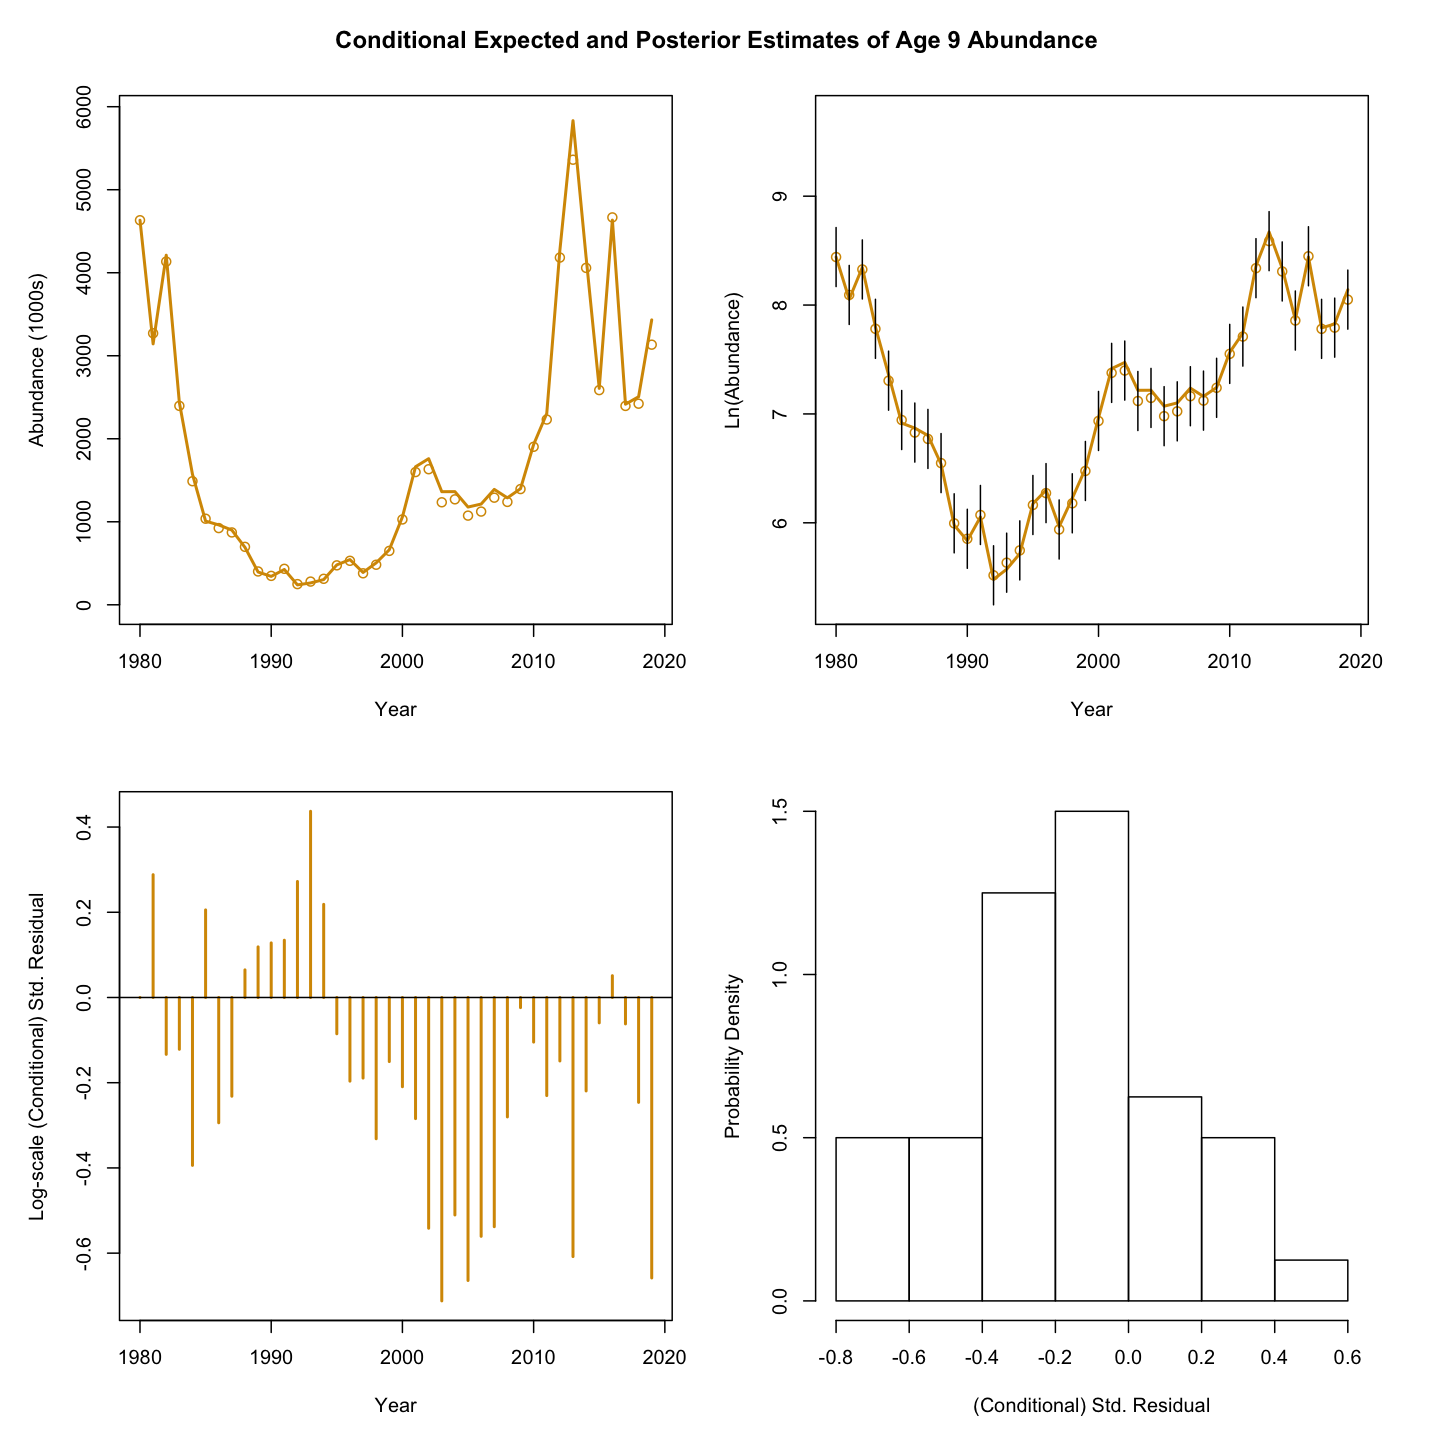 Conditional Expected and Posterior Estimates of Age 9 Abundance
Abundance (1000s)
6000
5000
4000
3000
2000
1000
0
1980 1990 2000 2010 2020
Year
Ln(Abundance)
9
8
7
6
1980 1990 2000 2010 2020
Year
Log-scale (Conditional) Std. Residual
0.4
0.2
0.0
-0.2
-0.4
-0.6
1980 1990 2000 2010 2020
Year
Probability Density
1.5
1.0
0.5
0.0
-0.8 -0.6 -0.4 -0.2 0.0 0.2 0.4 0.6
(Conditional) Std. Residual